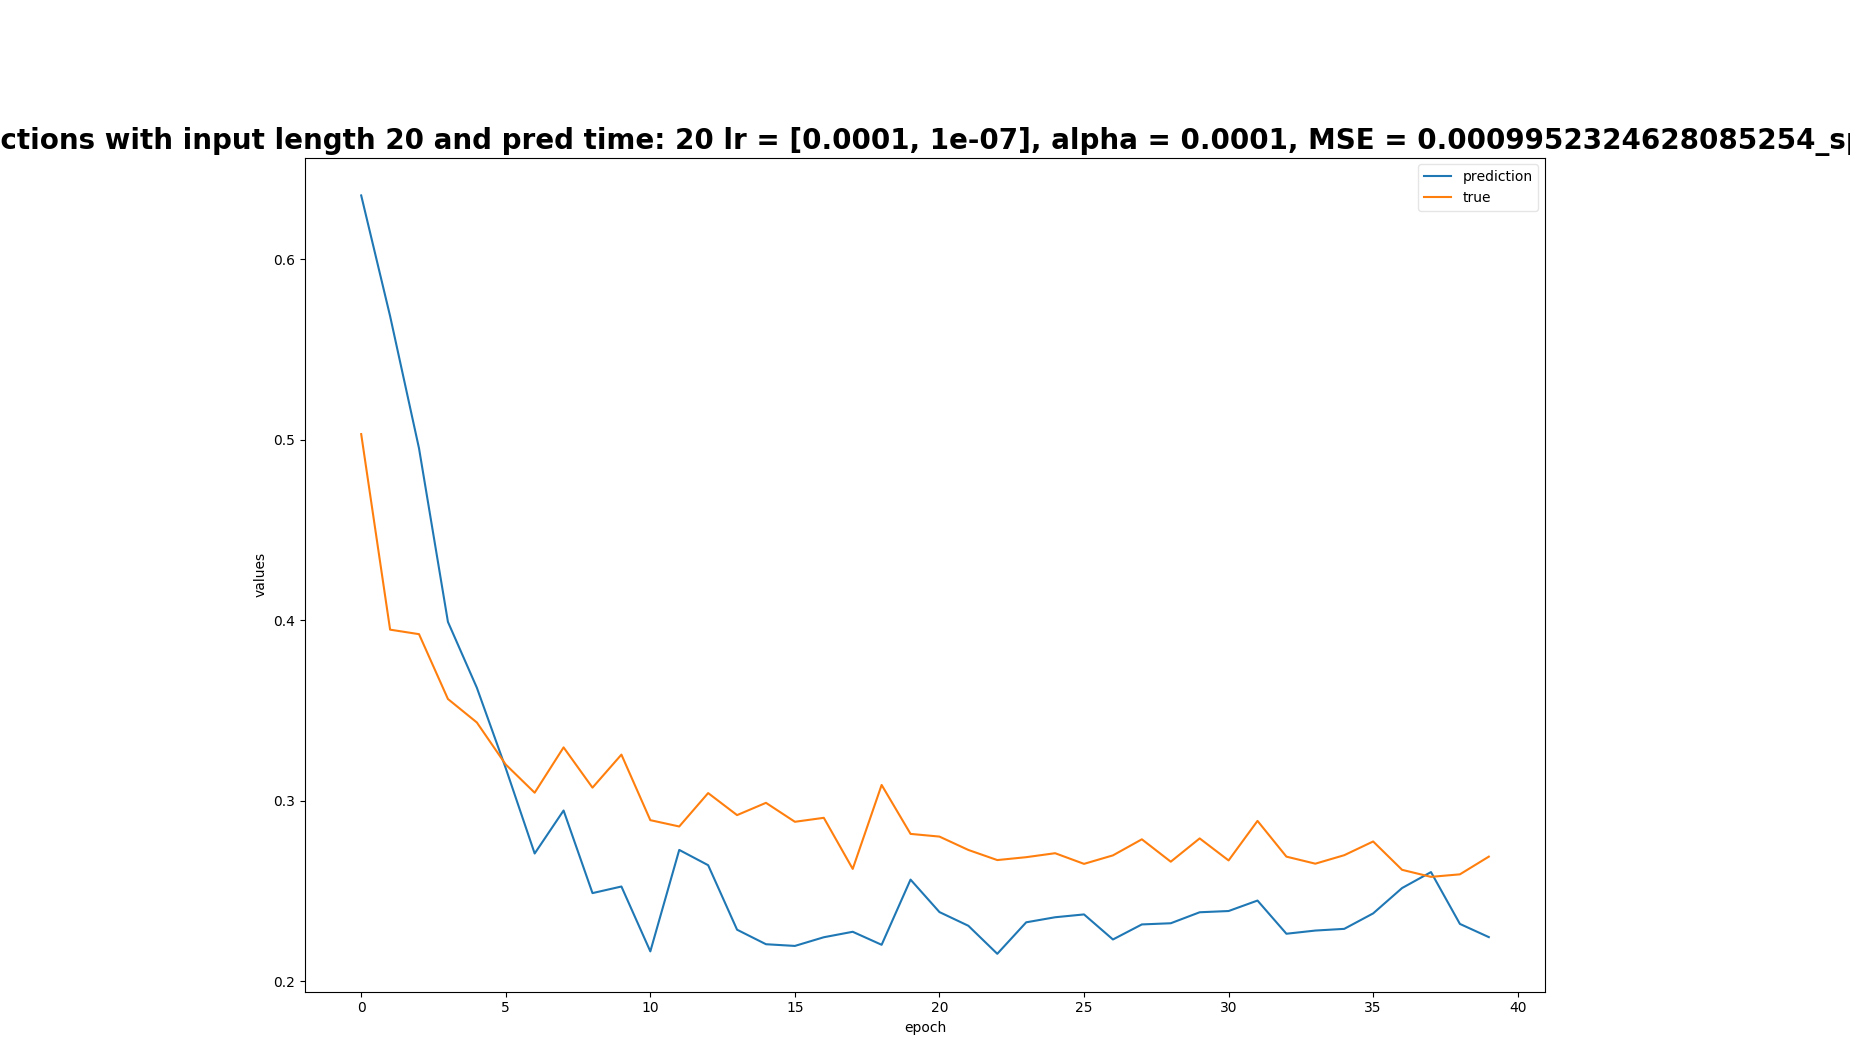 ctions with input length 20 and pred time: 20 lr = [0.0001, 1e-07], alpha = 0.0001, MSE = 0.0009952324628085254_sp
prediction
true
0.6
0.5
0.4
0.3
0.2
values
0 5 10 15 20 25 30 35 40
epoch